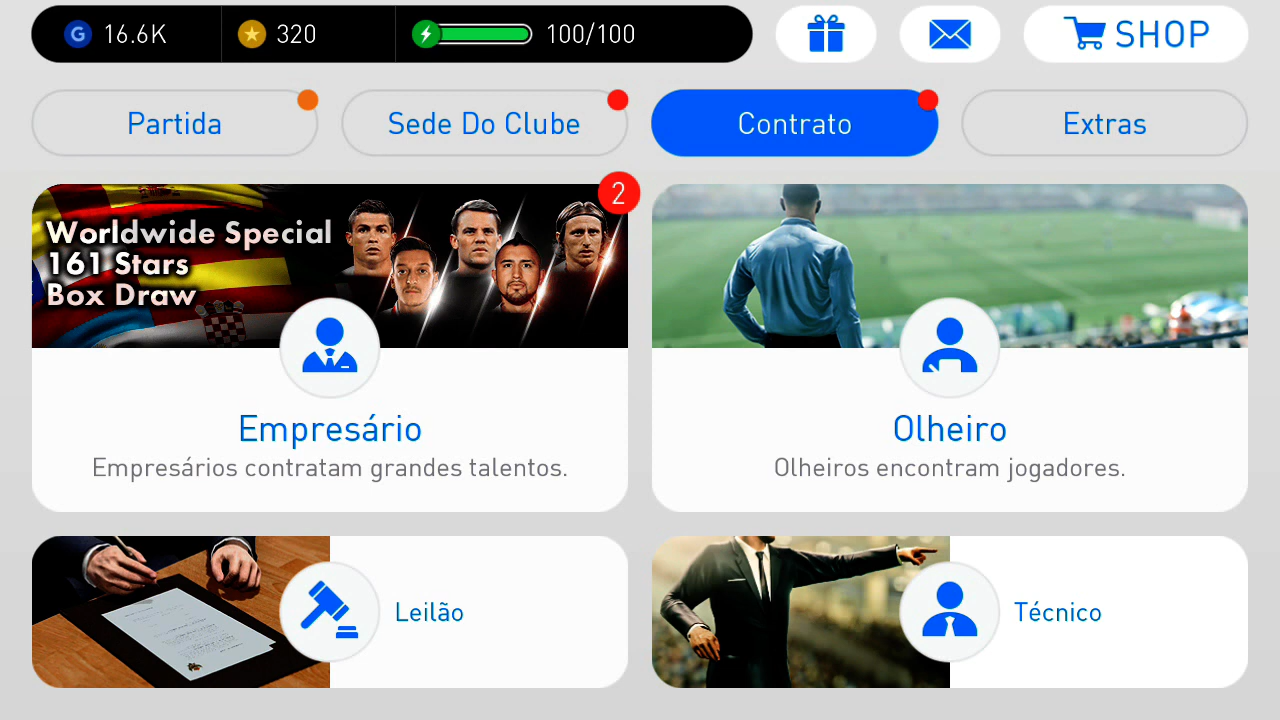 G 16.6K 320 100/100 SHOP
Partida Sede Do Clube Contrato Extras
2
Worldwide Special
161 Stars
Box Draw
Empresário Olheiro
Empresários contratam grandes talentos. Olheiros encontram jogadores.
Leilão Técnico